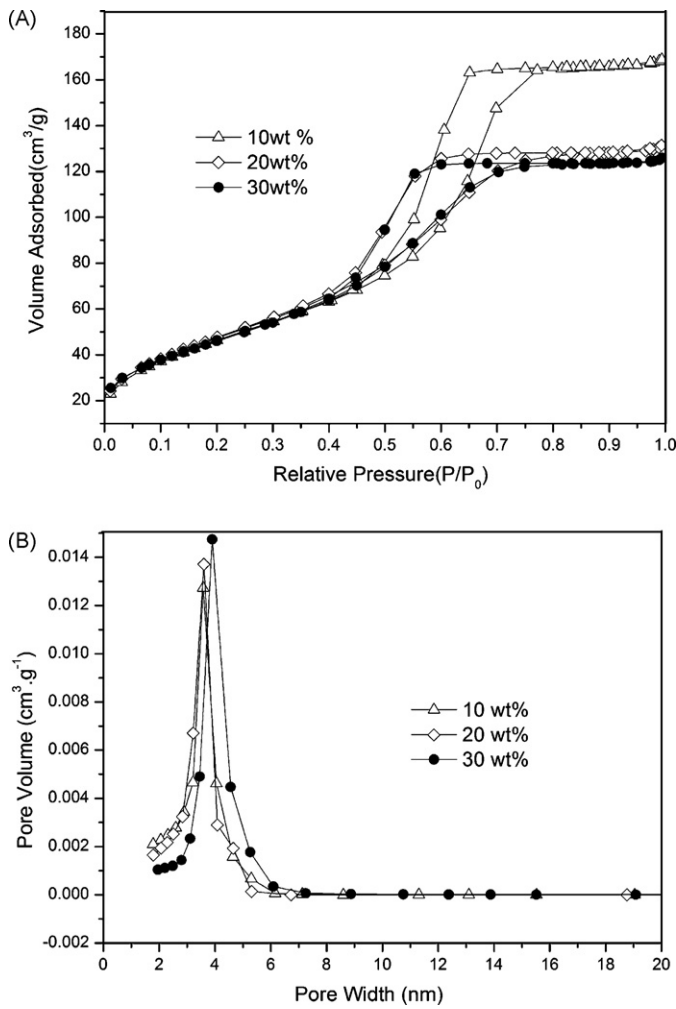 (A)
180
160
140
120
100
80
60
40
20
Volume Adsorbed(cm³/g)
10wt %
20wt%
30wt%
0.0 0.1 0.2 0.3 0.4 0.5 0.6 0.7 0.8 0.9 1.0
Relative Pressure(P/P₀)
(B)
0.014
0.012
0.010
0.008
0.006
0.004
0.002
0.000
-0.002
Pore Volume (cm³.g⁻¹)
10 wt%
20 wt%
30 wt%
0 2 4 6 8 10 12 14 16 18 20
Pore Width (nm)